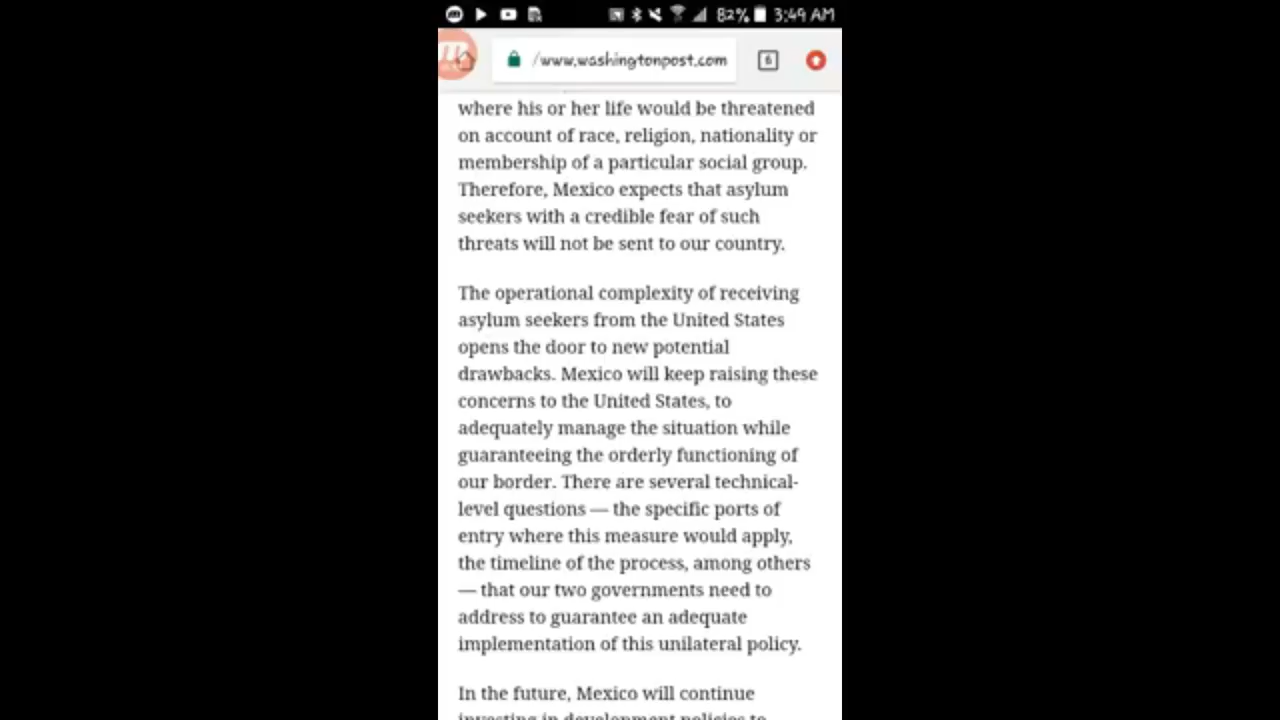 82% 3:49 AM
/www.washingtonpost.com
6
where his or her life would be threatened
on account of race, religion, nationality or
membership of a particular social group.
Therefore, Mexico expects that asylum
seekers with a credible fear of such
threats will not be sent to our country.
The operational complexity of receiving
asylum seekers from the United States
opens the door to new potential
drawbacks. Mexico will keep raising these
concerns to the United States, to
adequately manage the situation while
guaranteeing the orderly functioning of
our border. There are several technical-
level questions — the specific ports of
entry where this measure would apply,
the timeline of the process, among others
— that our two governments need to
address to guarantee an adequate
implementation of this unilateral policy.
In the future, Mexico will continue
investing in development policies to